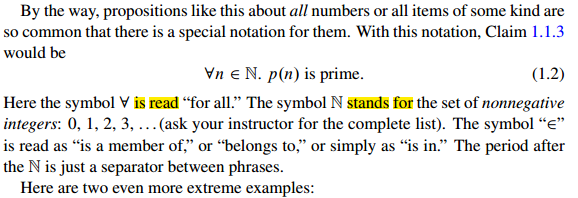 By the way, propositions like this about all numbers or all items of some kind are
so common that there is a special notation for them. With this notation, Claim 1.1.3
would be
∀n ∈ ℕ. p(n) is prime. (1.2)
Here the symbol ∀ is read “for all.” The symbol ℕ stands for the set of nonnegative
integers: 0, 1, 2, 3, …(ask your instructor for the complete list). The symbol “∈”
is read as “is a member of,” or “belongs to,” or simply as “is in.” The period after
the ℕ is just a separator between phrases.
Here are two even more extreme examples: